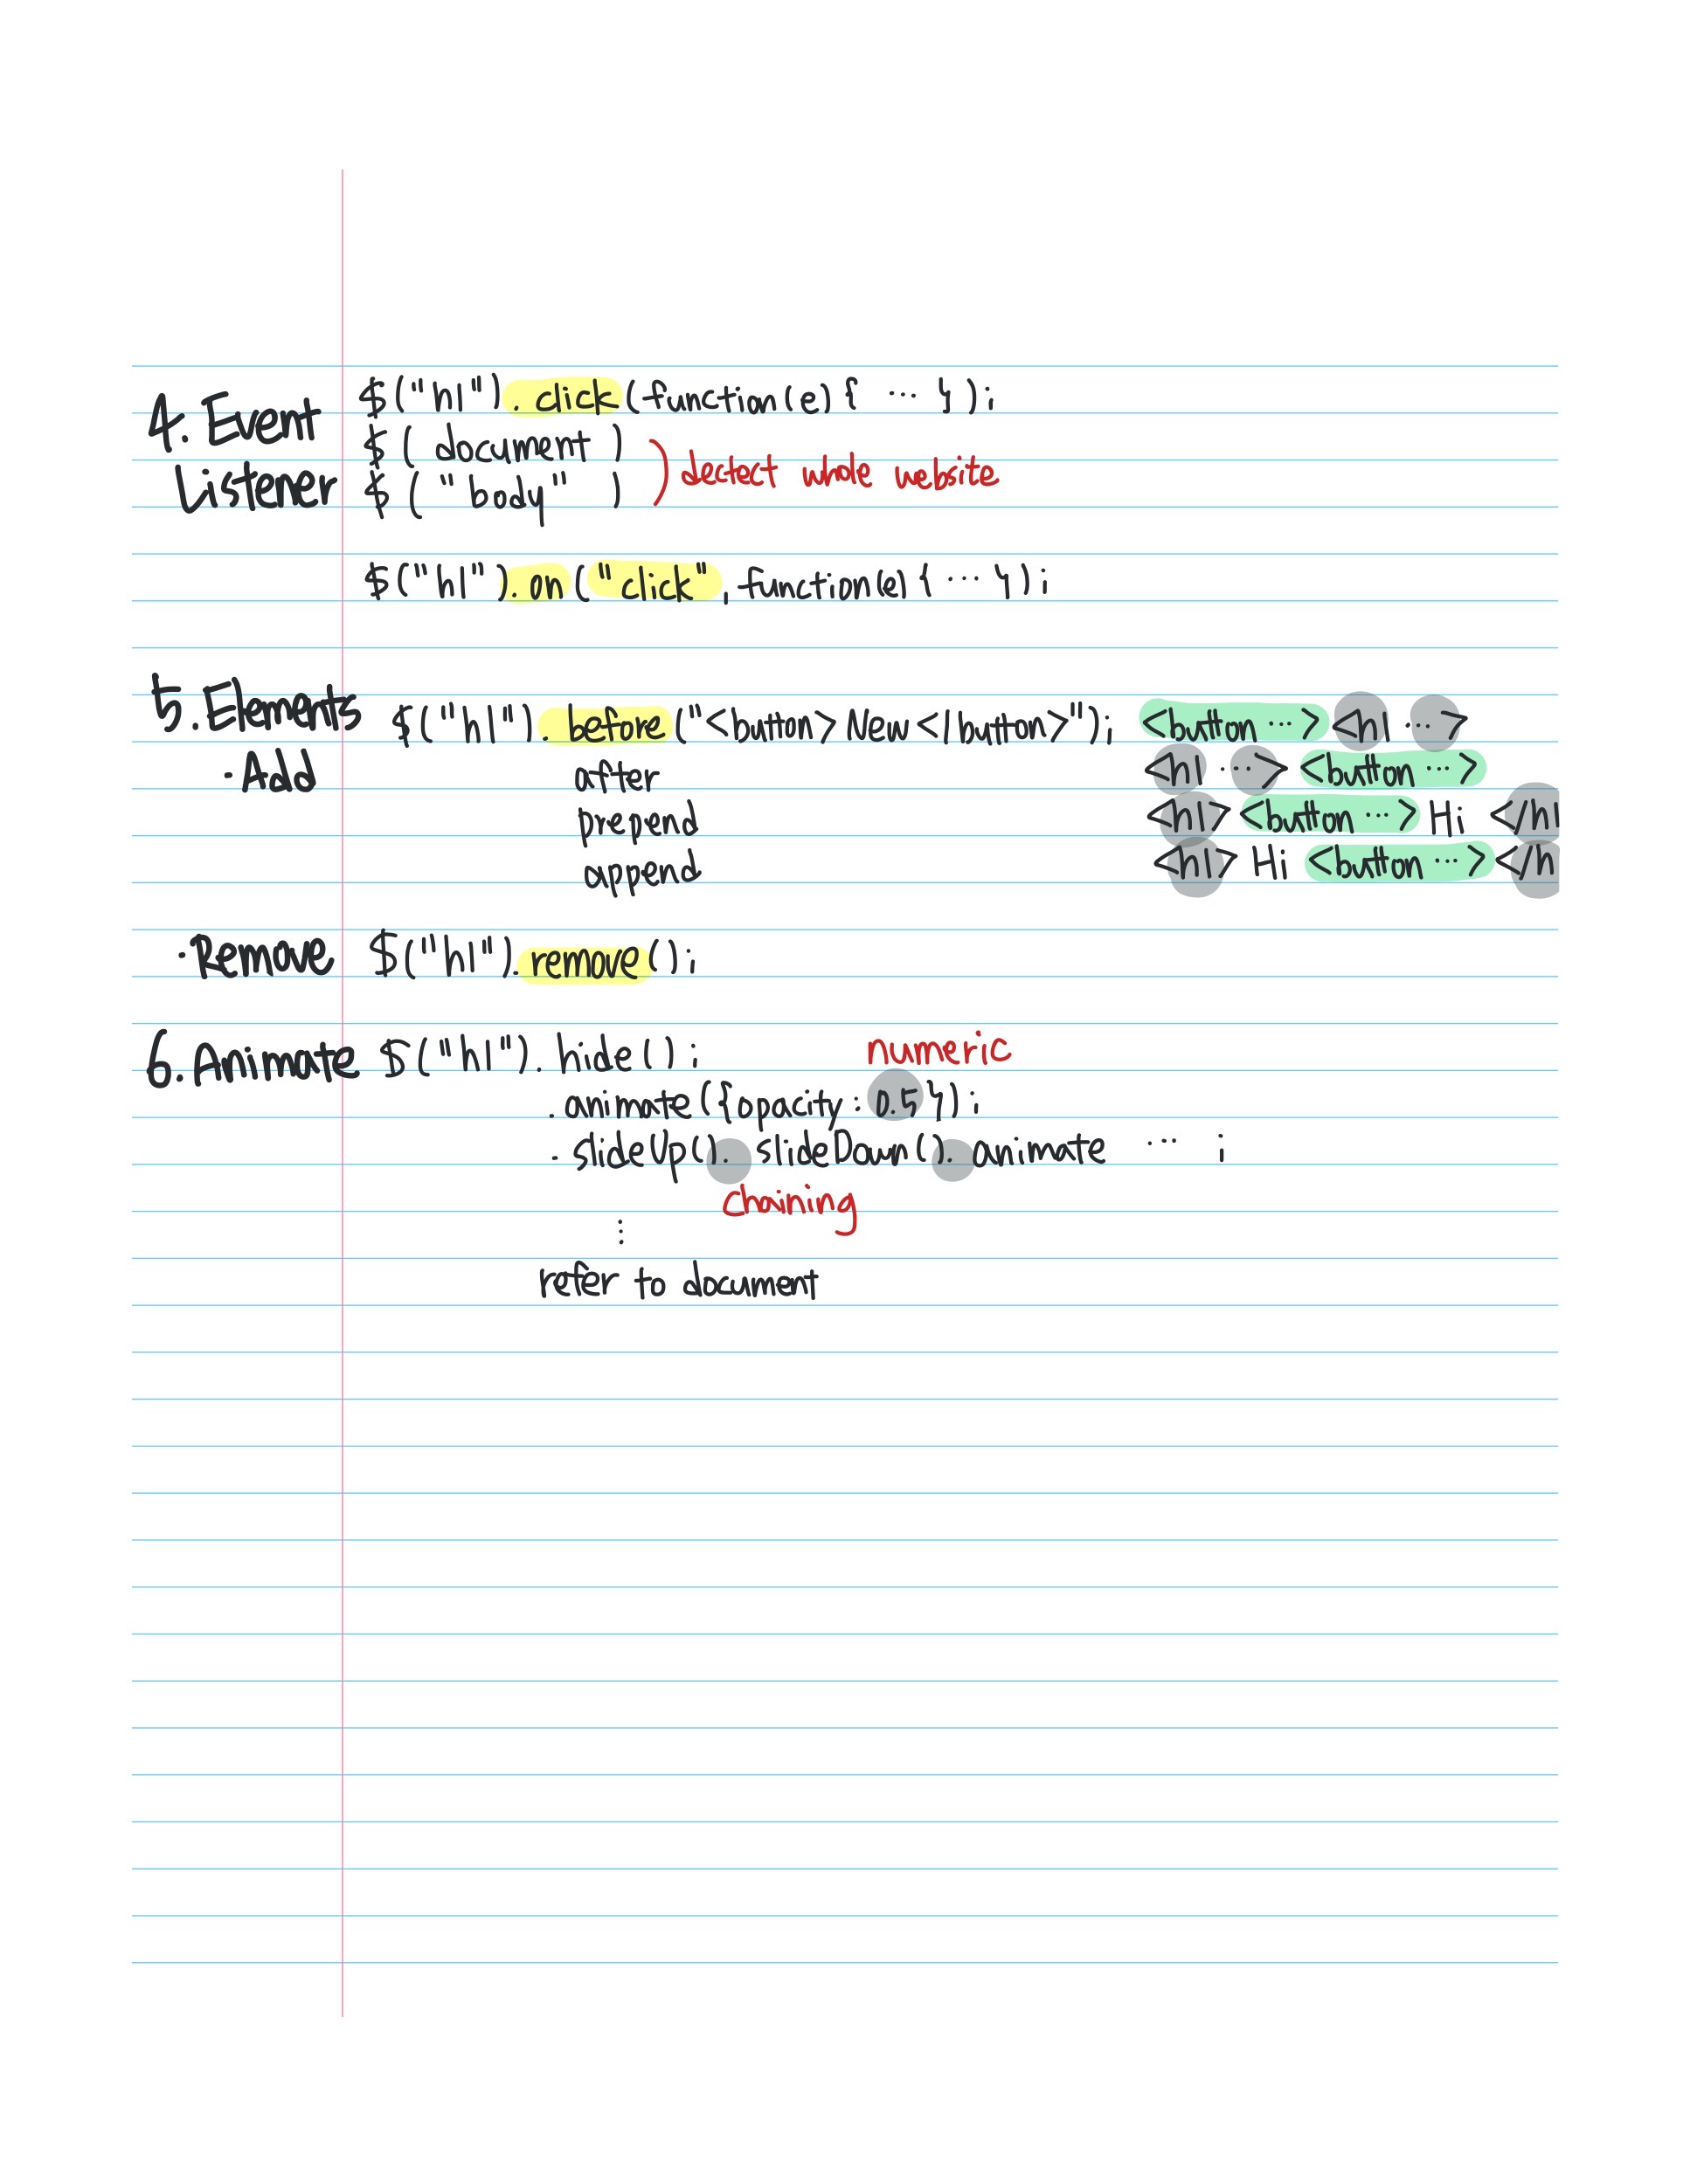 4. Event Listener
$("h1").click(function(e){ ... });
$( document )
$( "body" )
detect whole website
$("h1").on("click", function(e){ ... });
5. Elements
· Add
$("h1").before("<button> New </button>"); <button ...> <h1 ...>
after <h1 ...> <button ...>
prepend <h1> <button ...> Hi </h1
append <h1> Hi <button ...> </h
· Remove $("h1").remove();
6. Animate $("h1").hide(); numeric
.animate({opacity : 0.5});
.slideUp().slideDown().animate ... ;
chaining
⋮
refer to document